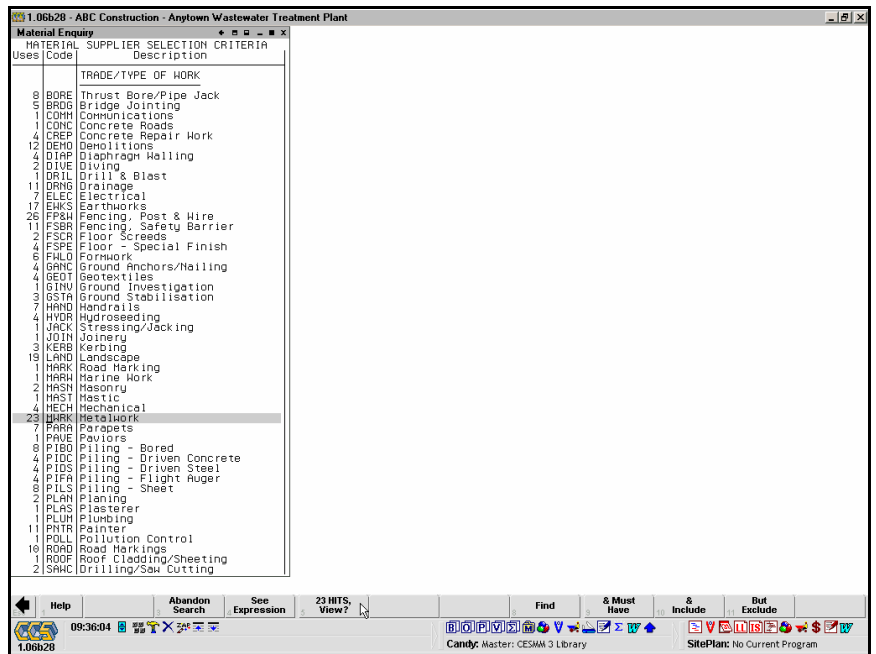 1.06b28 - ABC Construction - Anytown Wastewater Treatment Plant
Material Enquiry
MATERIAL SUPPLIER SELECTION CRITERIA
Uses Code Description
TRADE/TYPE OF WORK
8 BORE Thrust Bore/Pipe Jack
5 BRDG Bridge Jointing
1 COMM Communications
1 CONC Concrete Roads
4 CREP Concrete Repair Work
12 DEMO Demolitions
4 DIAP Diaphragm Walling
2 DIVE Diving
1 DRIL Drill & Blast
11 DRNG Drainage
7 ELEC Electrical
17 EWKS Earthworks
26 FP&W Fencing, Post & Wire
11 FSBR Fencing, Safety Barrier
2 FSCR Floor Screeds
4 FSPE Floor - Special Finish
6 FWLO Formwork
4 GANC Ground Anchors/Nailing
4 GEOT Geotextiles
1 GINV Ground Investigation
3 GSTA Ground Stabilisation
7 HAND Handrails
4 HYDR Hydroseeding
1 JACK Stressing/Jacking
1 JOIN Joinery
3 KERB Kerbing
19 LAND Landscape
1 MARK Road Marking
1 MARW Marine Work
2 MASN Masonry
1 MAST Mastic
4 MECH Mechanical
23 MWRK Metalwork
7 PARA Parapets
1 PAVE Paviors
8 PIBO Piling - Bored
4 PIDC Piling - Driven Concrete
4 PIDS Piling - Driven Steel
4 PIFA Piling - Flight Auger
8 PILS Piling - Sheet
2 PLAN Planing
1 PLAS Plasterer
1 PLUM Plumbing
11 PNTR Painter
1 POLL Pollution Control
10 ROAD Road Markings
1 ROOF Roof Cladding/Sheeting
2 SAWC Drilling/Saw Cutting
1 Help 3 Abandon Search 4 See Expression 5 23 HITS, View? 8 Find 9 & Must Have 10 & Include 11 But Exclude
CCS 09:36:04 B O P V Σ M V Σ W V LL IS $ W
1.06b28 Candy: Master: CESMM 3 Library SitePlan: No Current Program